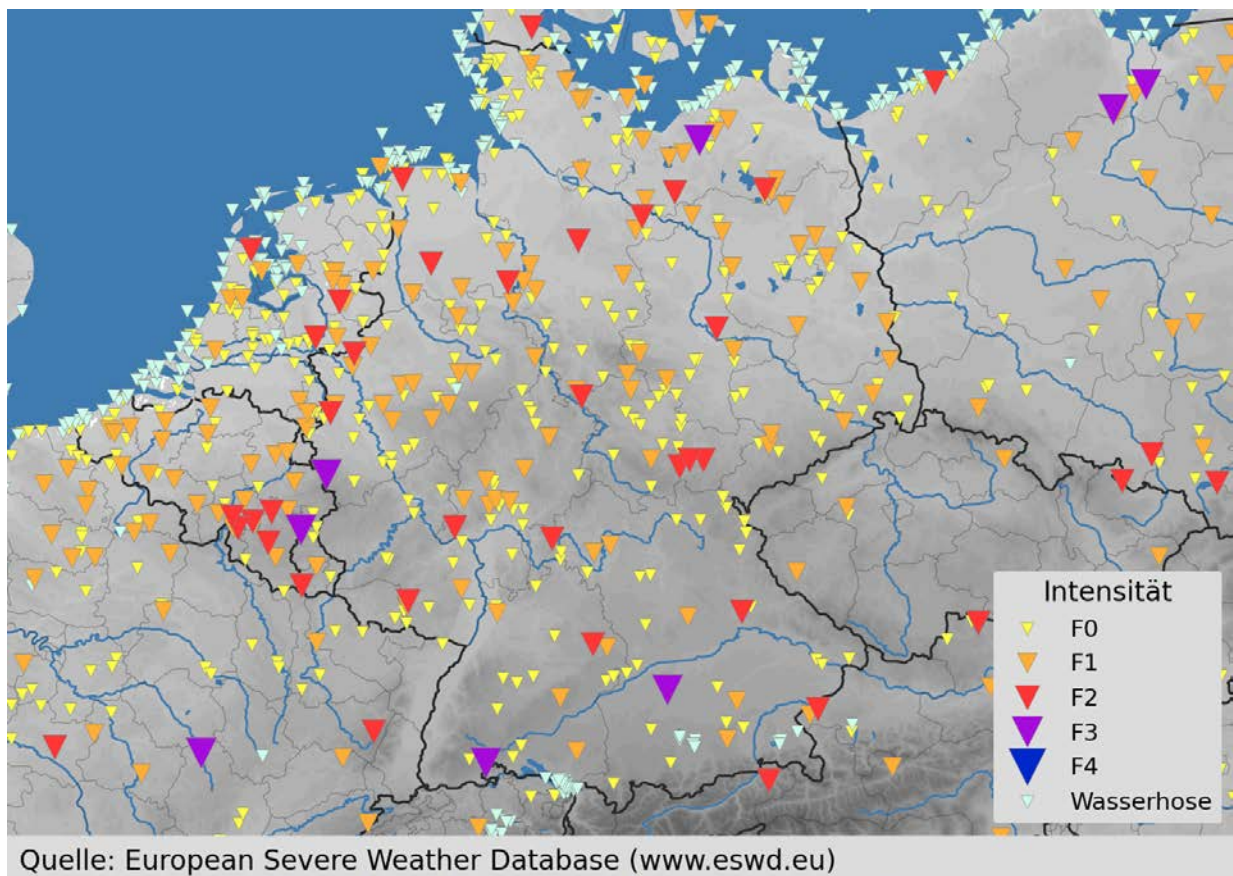 Intensität
F0
F1
F2
F3
F4
Wasserhose
Quelle: European Severe Weather Database (www.eswd.eu)